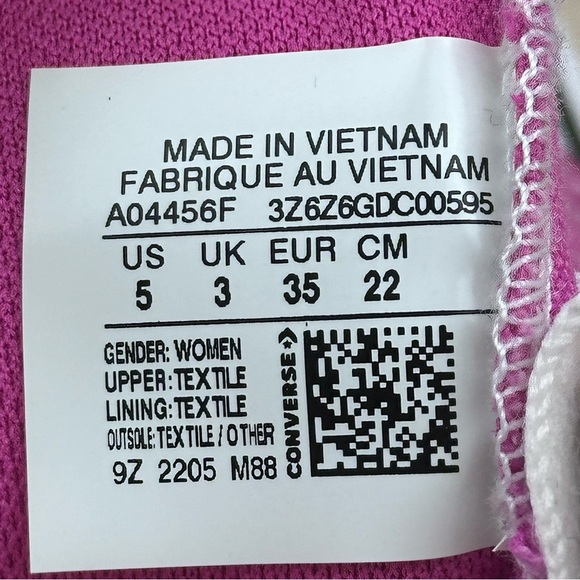 MADE IN VIETNAM
FABRIQUE AU VIETNAM
A04456F 3Z6Z6GDC00595
US UK EUR CM
5 3 35 22
GENDER: WOMEN
UPPER:TEXTILE
LINING:TEXTILE
OUTSOLE:TEXTILE/OTHER
9Z 2205 M88
CONVERSE